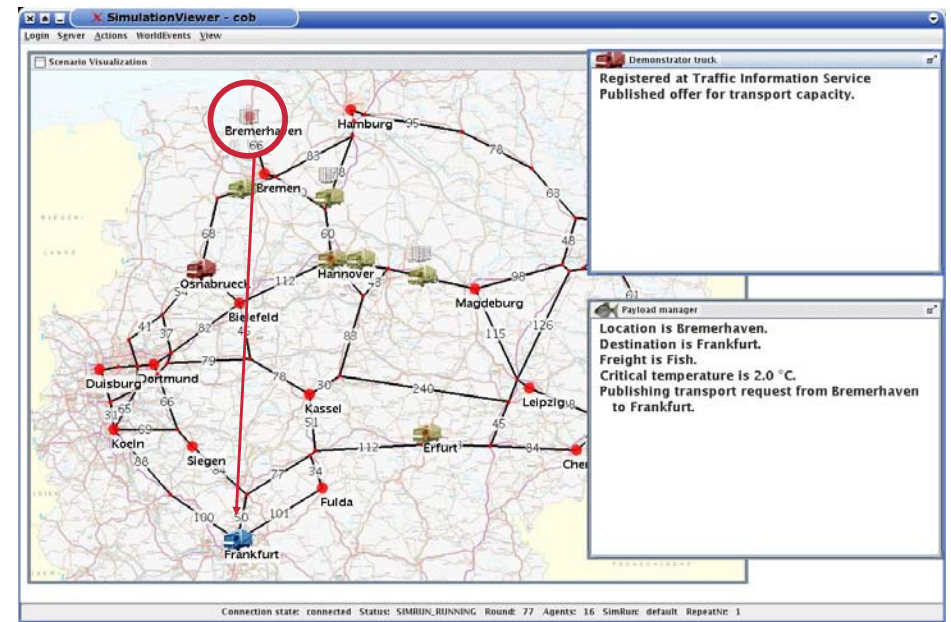 SimulationViewer - cob
Login Server Actions WorldEvents View
Scenario Visualization
Demonstrator truck
Registered at Traffic Information Service
Published offer for transport capacity.
Bremerhaven
Hamburg
95
66
83
78
Bremen
63
68
60
48
Osnabrueck
112
Hannover
43
98
61
54
Magdeburg
Bielefeld
41
37
82
45
83
115
126
79
78
Duisburg
Dortmund
30
240
Kassel
Leipzig
31
65
66
51
45
Koeln
69
112
Erfurt
84
Siegen
88
84
77
34
Fulda
100
50
101
Frankfurt
Payload manager
Location is Bremerhaven.
Destination is Frankfurt.
Freight is Fish.
Critical temperature is 2.0 °C.
Publishing transport request from Bremerhaven
to Frankfurt.
Connection state: connected Status: SIMRUN_RUNNING Round: 77 Agents: 16 SimRun: default RepeatNr: 1